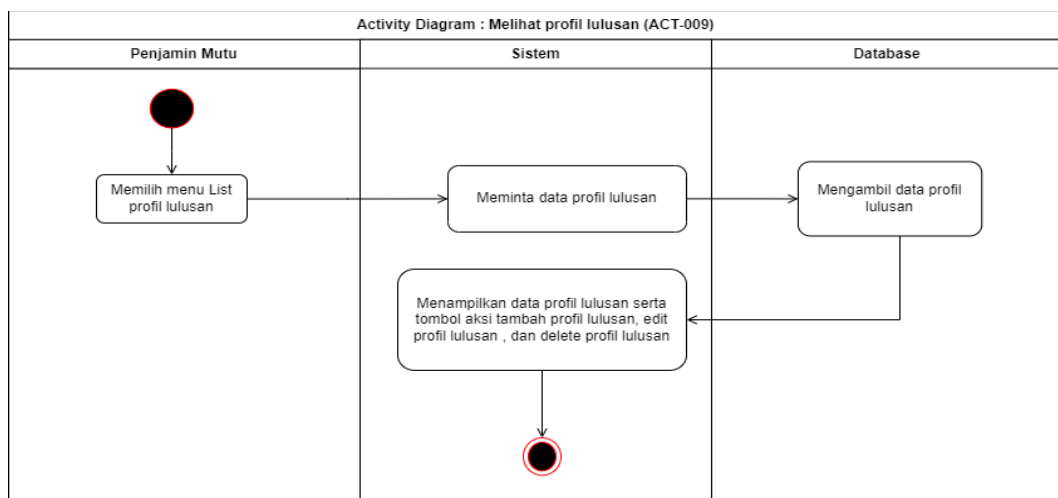 Activity Diagram : Melihat profil lulusan (ACT-009)
Penjamin Mutu
Sistem
Database
Memilih menu List
profil lulusan
Meminta data profil lulusan
Mengambil data profil
lulusan
Menampilkan data profil lulusan serta
tombol aksi tambah profil lulusan, edit
profil lulusan , dan delete profil lulusan